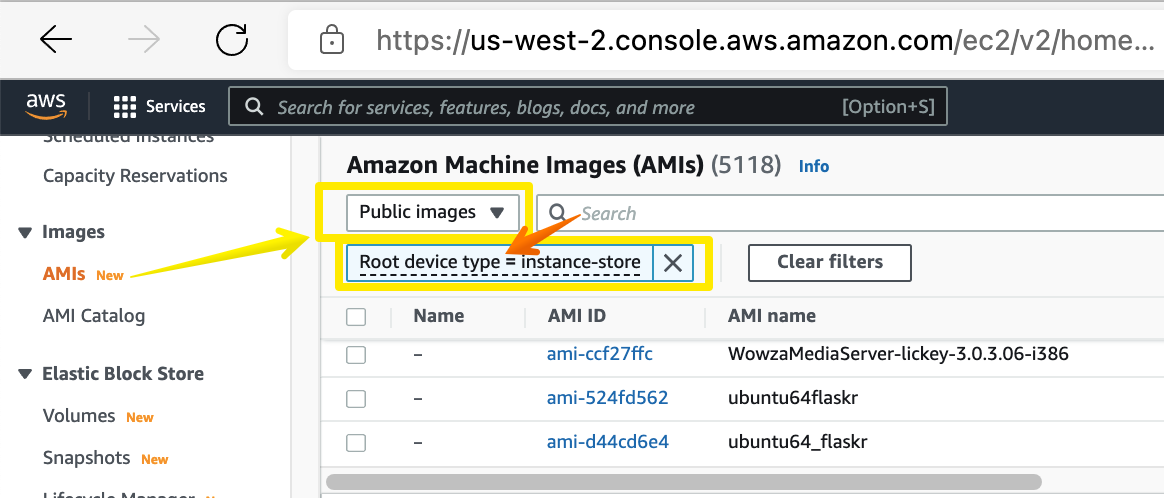 https://us-west-2.console.aws.amazon.com/ec2/v2/home...
aws
Services
Search for services, features, blogs, docs, and more
[Option+S]
Scheduled Instances
Capacity Reservations
Images
AMIs New
AMI Catalog
Elastic Block Store
Volumes New
Snapshots New
Lifecycle Manager
Amazon Machine Images (AMIs) (5118) Info
Public images
Search
Root device type = instance-store
Clear filters
Name AMI ID AMI name
– ami-ccf27ffc WowzaMediaServer-lickey-3.0.3.06-i386
– ami-524fd562 ubuntu64flaskr
– ami-d44cd6e4 ubuntu64_flaskr